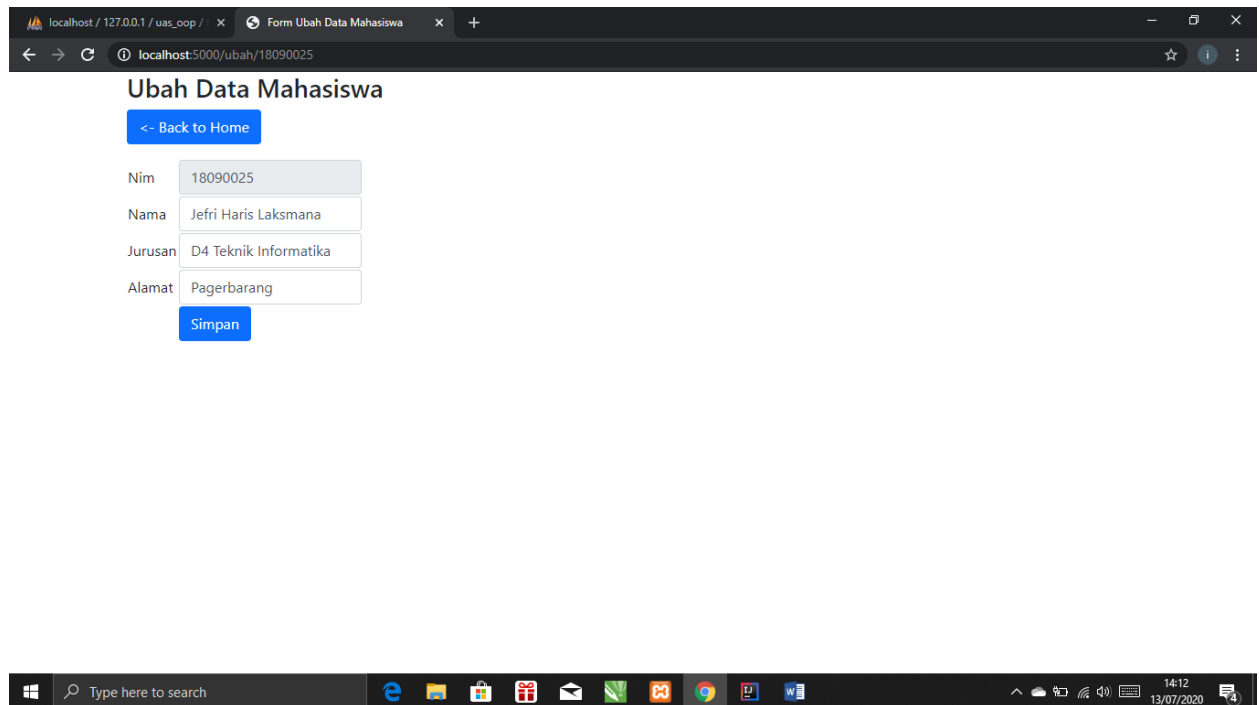 localhost / 127.0.0.1 / uas_oop /
Form Ubah Data Mahasiswa
localhost:5000/ubah/18090025
i
Ubah Data Mahasiswa
<- Back to Home
Nim 18090025
Nama Jefri Haris Laksmana
Jurusan D4 Teknik Informatika
Alamat Pagerbarang
Simpan
Type here to search
14:12
13/07/2020
4